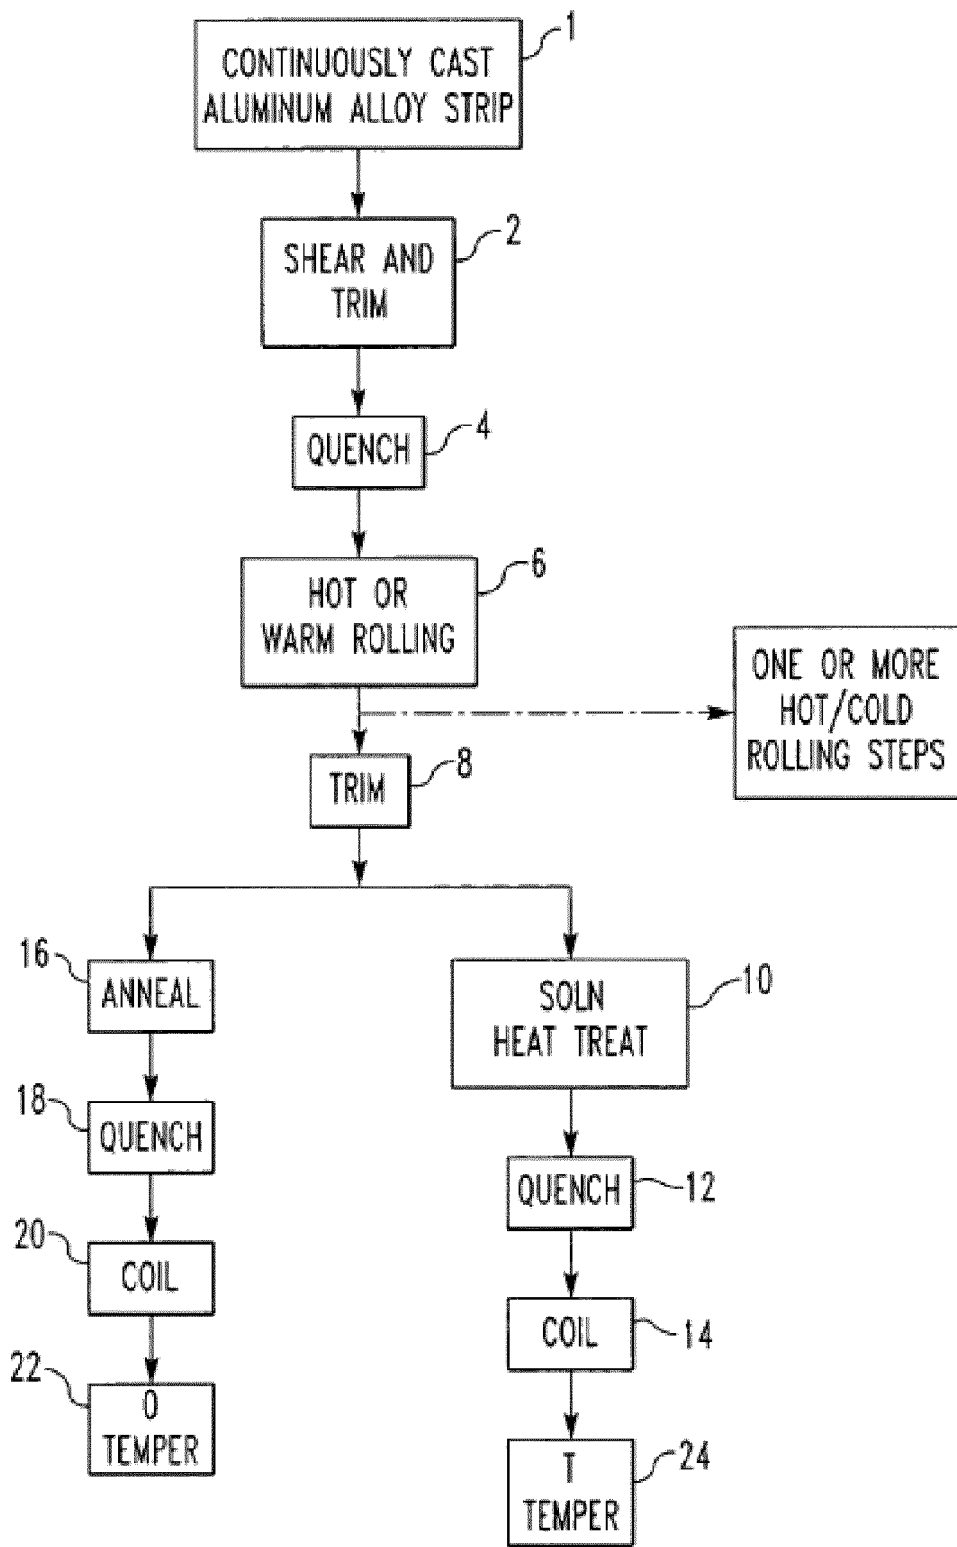 1
CONTINUOUSLY CAST
ALUMINUM ALLOY STRIP
2
SHEAR AND
TRIM
4
QUENCH
6
HOT OR
WARM ROLLING
ONE OR MORE
HOT/COLD
ROLLING STEPS
8
TRIM
16
ANNEAL
18
QUENCH
20
COIL
22
O
TEMPER
10
SOLN
HEAT TREAT
12
QUENCH
14
COIL
24
T
TEMPER